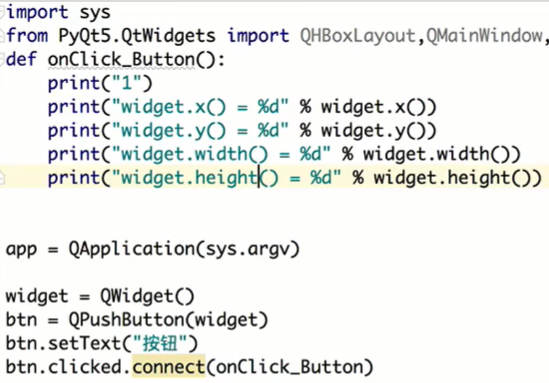 import sys
from PyQt5.QtWidgets import QHBoxLayout,QMainWindow,
def onClick_Button():
    print("1")
    print("widget.x() = %d" % widget.x())
    print("widget.y() = %d" % widget.y())
    print("widget.width() = %d" % widget.width())
    print("widget.height() = %d" % widget.height())
app = QApplication(sys.argv)
widget = QWidget()
btn = QPushButton(widget)
btn.setText("按钮")
btn.clicked.connect(onClick_Button)